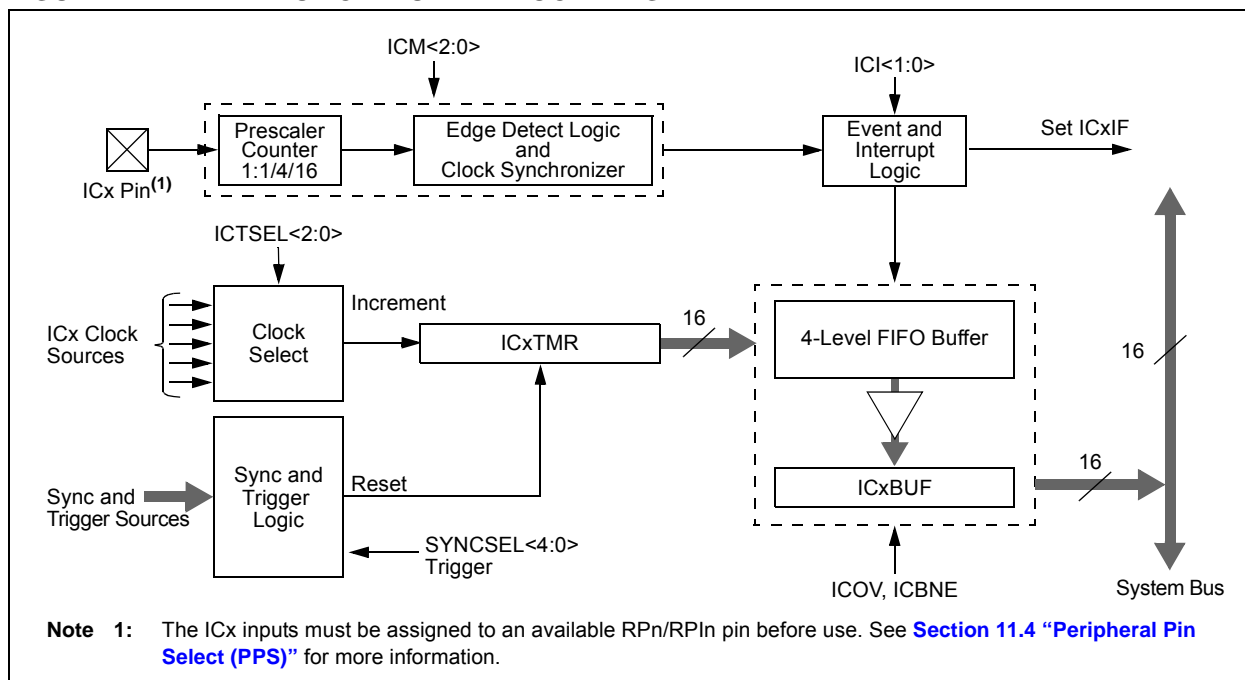 ICM<2:0>
ICI<1:0>
Prescaler
Counter
1:1/4/16
Edge Detect Logic
and
Clock Synchronizer
Event and
Interrupt
Logic
Set ICxIF
ICx Pin(1)
ICTSEL<2:0>
ICx Clock
Sources
Clock
Select
Increment
ICxTMR
16
4-Level FIFO Buffer
16
Sync and
Trigger Sources
Sync and
Trigger
Logic
Reset
ICxBUF
16
SYNCSEL<4:0>
Trigger
ICOV, ICBNE
System Bus
Note 1: The ICx inputs must be assigned to an available RPn/RPIn pin before use. See Section 11.4 “Peripheral Pin
Select (PPS)” for more information.